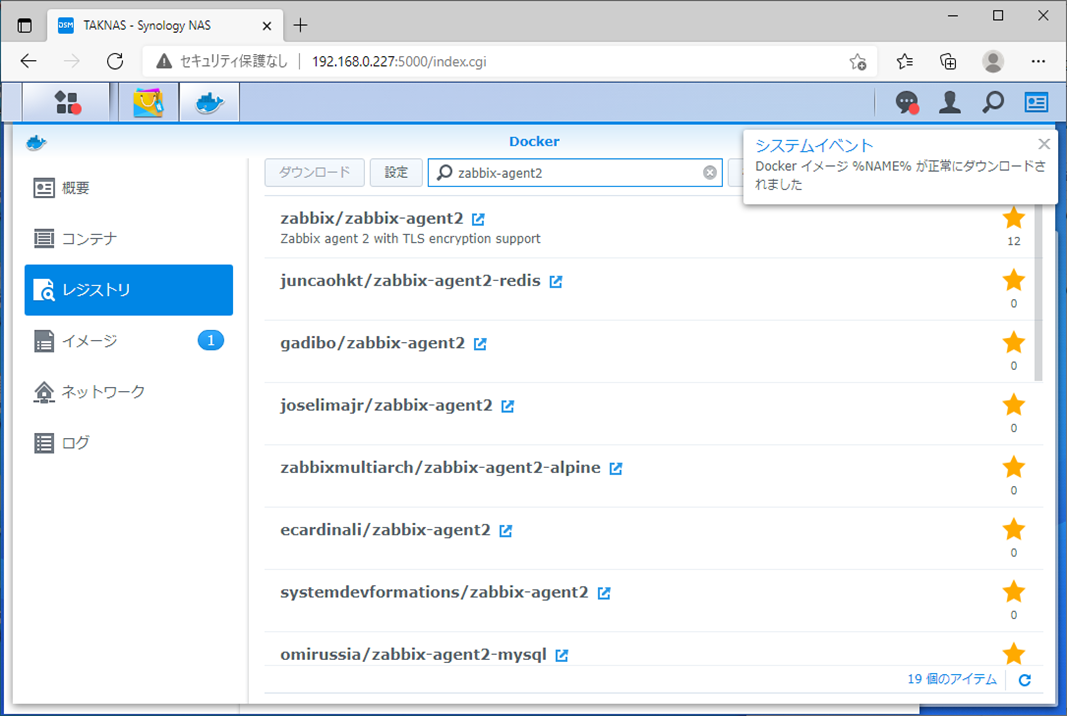 DSM
TAKNAS - Synology NAS
セキュリティ保護なし
192.168.0.227:5000/index.cgi
Docker
システムイベント
Docker イメージ %NAME% が正常にダウンロードさ
れました
概要
コンテナ
レジストリ
イメージ
1
ネットワーク
ログ
ダウンロード
設定
zabbix-agent2
zabbix/zabbix-agent2
Zabbix agent 2 with TLS encryption support
12
juncaohkt/zabbix-agent2-redis
0
gadibo/zabbix-agent2
0
joselimajr/zabbix-agent2
0
zabbixmultiarch/zabbix-agent2-alpine
0
ecardinali/zabbix-agent2
0
systemdevformations/zabbix-agent2
0
omirussia/zabbix-agent2-mysql
19 個のアイテム